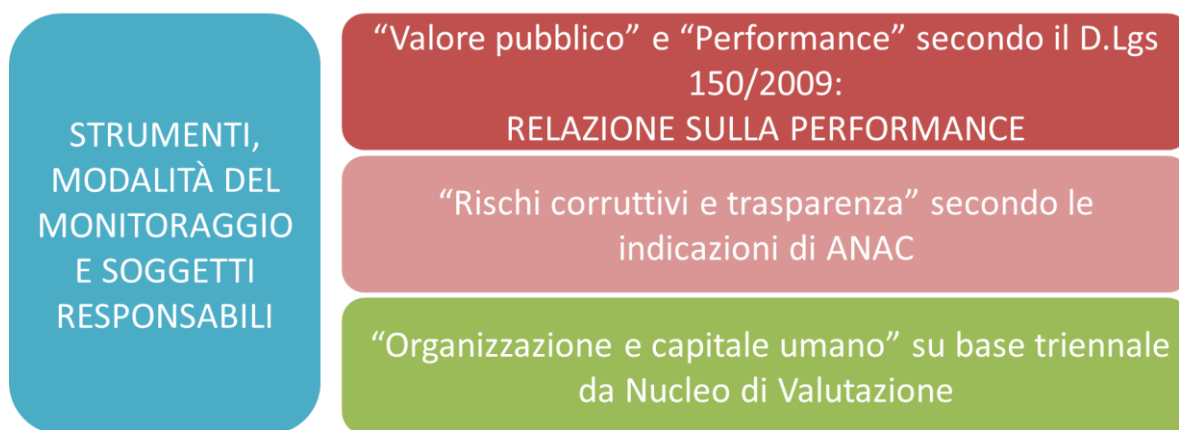 STRUMENTI,
MODALITÀ DEL
MONITORAGGIO
E SOGGETTI
RESPONSABILI
“Valore pubblico” e “Performance” secondo il D.Lgs
150/2009:
RELAZIONE SULLA PERFORMANCE
“Rischi corruttivi e trasparenza” secondo le
indicazioni di ANAC
“Organizzazione e capitale umano” su base triennale
da Nucleo di Valutazione